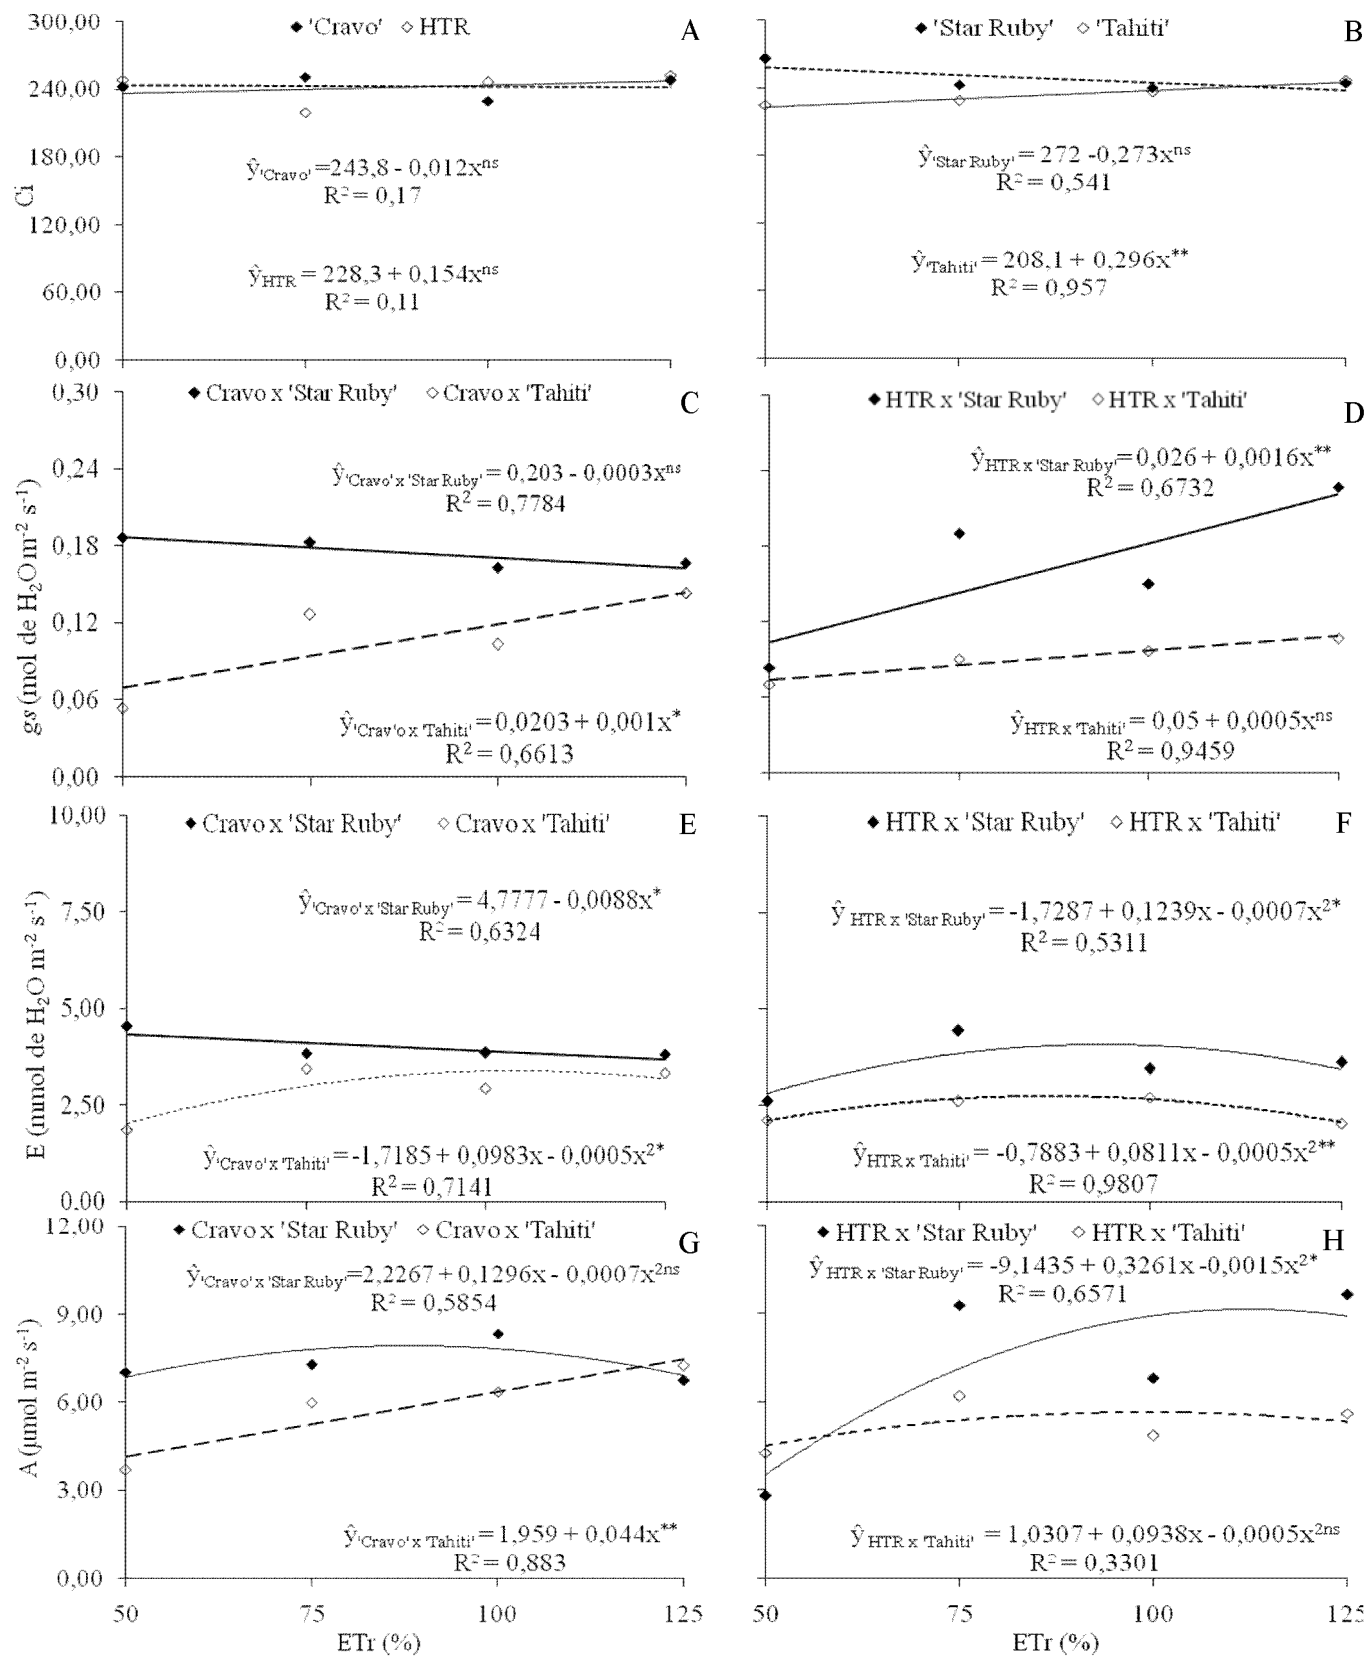 300,00
240,00
180,00
120,00
60,00
0,00
Ci
◆ 'Cravo' ◇ HTR
A
ŷ'Cravo'=243,8 - 0,012xns
R2 = 0,17
ŷHTR = 228,3 + 0,154xns
R2 = 0,11
◆ 'Star Ruby' ◇ 'Tahiti'
B
ŷ'Star Ruby' = 272 -0,273xns
R2 = 0,541
ŷ'Tahiti' = 208,1 + 0,296x**
R2 = 0,957
0,30
0,24
0,18
0,12
0,06
0,00
gs (mol de H2O m-2 s-1)
◆ Cravo x 'Star Ruby' ◇ Cravo x 'Tahiti'
C
ŷ'Cravo' x 'Star Ruby' = 0,203 - 0,0003xns
R2 = 0,7784
ŷ'Crav'o x 'Tahiti' = 0,0203 + 0,001x*
R2 = 0,6613
◆ HTR x 'Star Ruby' ◇ HTR x 'Tahiti'
D
ŷHTR x 'Star Ruby'=0,026 + 0,0016x**
R2 = 0,6732
ŷHTR x 'Tahiti' = 0,05 + 0,0005xns
R2 = 0,9459
10,00
7,50
5,00
2,50
0,00
E (mmol de H2O m-2 s-1)
◆ Cravo x 'Star Ruby' ◇ Cravo x 'Tahiti'
E
ŷ'Cravo' x 'Star Ruby' = 4,7777 - 0,0088x*
R2 = 0,6324
ŷ'Cravo' x 'Tahiti' =-1,7185 + 0,0983x - 0,0005x2*
R2 = 0,7141
◆ HTR x 'Star Ruby' ◇ HTR x 'Tahiti'
F
ŷ HTR x 'Star Ruby' =-1,7287 + 0,1239x - 0,0007x2*
R2 = 0,5311
ŷHTR x 'Tahiti' = -0,7883 + 0,0811x - 0,0005x2**
R2 = 0,9807
12,00
9,00
6,00
3,00
0,00
A (µmol m-2 s-1)
◆ Cravo x 'Star Ruby' ◇ Cravo x 'Tahiti'
G
ŷ'Cravo' x 'Star Ruby'=2,2267 + 0,1296x - 0,0007x2ns
R2 = 0,5854
ŷ'Cravo' x 'Tahiti' = 1,959 + 0,044x**
R2 = 0,883
50 75 100 125
ETr (%)
◆ HTR x 'Star Ruby' ◇ HTR x 'Tahiti'
H
ŷHTR x 'Star Ruby' = -9,1435 + 0,3261x -0,0015x2*
R2 = 0,6571
ŷHTR x 'Tahiti' = 1,0307 + 0,0938x - 0,0005x2ns
R2 = 0,3301
50 75 100 125
ETr (%)